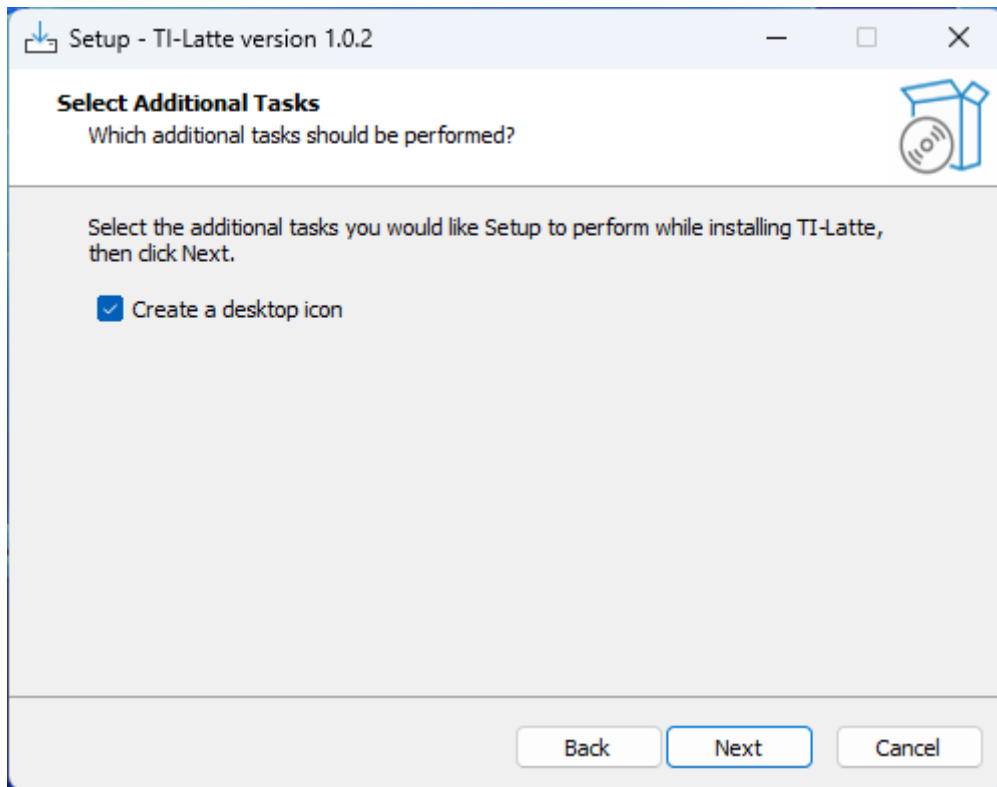 Setup - TI-Latte version 1.0.2
Select Additional Tasks
Which additional tasks should be performed?
Select the additional tasks you would like Setup to perform while installing TI-Latte,
then click Next.
Create a desktop icon
Back
Next
Cancel